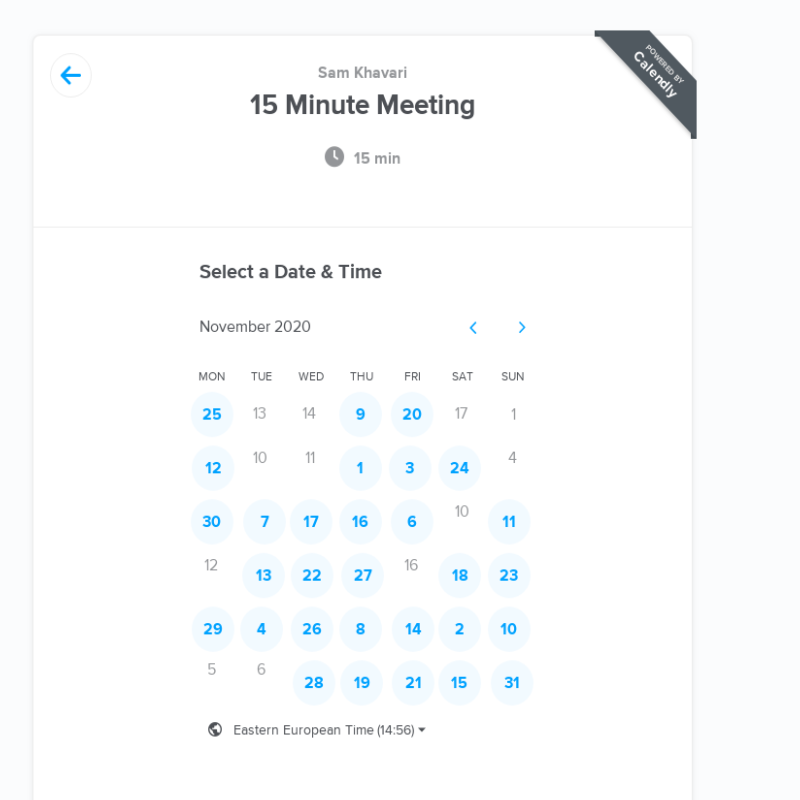 POWERED BY
Calendly
Sam Khavari
15 Minute Meeting
15 min
Select a Date & Time
November 2020
MON TUE WED THU FRI SAT SUN
25 13 14 9 20 17 1
12 10 11 1 3 24 4
30 7 17 16 6 10 11
12 13 22 27 16 18 23
29 4 26 8 14 2 10
5 6 28 19 21 15 31
Eastern European Time (14:56)